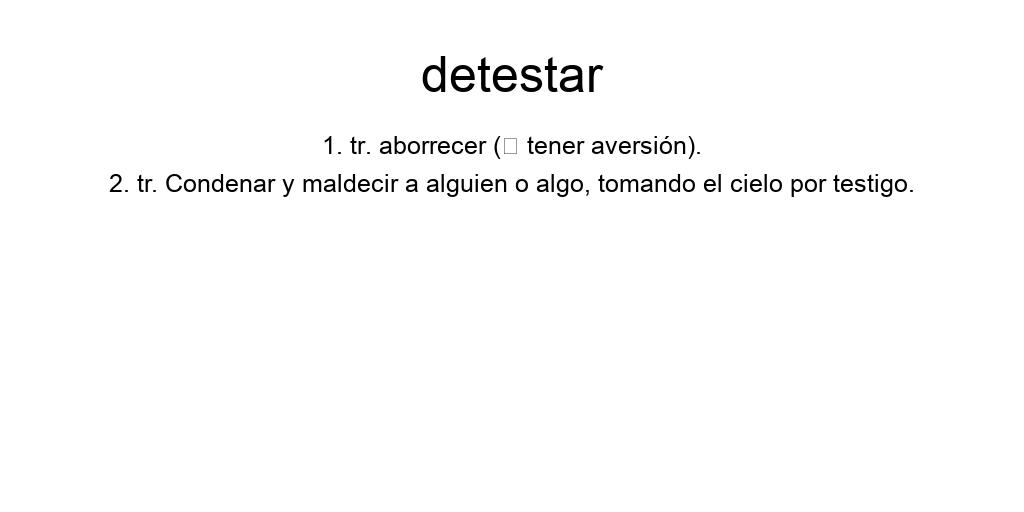 detestar
1. tr. aborrecer (▯ tener aversión).
2. tr. Condenar y maldecir a alguien o algo, tomando el cielo por testigo.